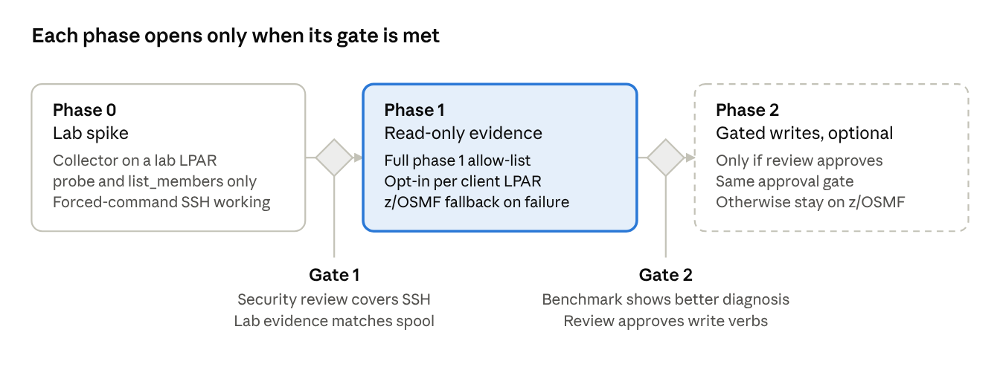 Each phase opens only when its gate is met
Phase 0
Lab spike
Collector on a lab LPAR
probe and list_members only
Forced-command SSH working
Phase 1
Read-only evidence
Full phase 1 allow-list
Opt-in per client LPAR
z/OSMF fallback on failure
Phase 2
Gated writes, optional
Only if review approves
Same approval gate
Otherwise stay on z/OSMF
Gate 1
Security review covers SSH
Lab evidence matches spool
Gate 2
Benchmark shows better diagnosis
Review approves write verbs